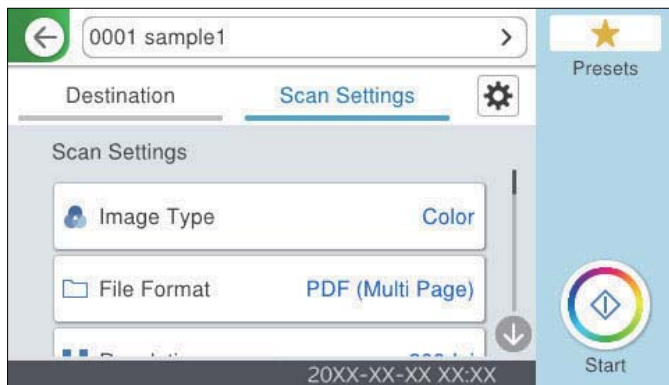 0001 sample1
Presets
Destination
Scan Settings
Scan Settings
Image Type
Color
File Format
PDF (Multi Page)
20XX-XX-XX XX:XX
Start